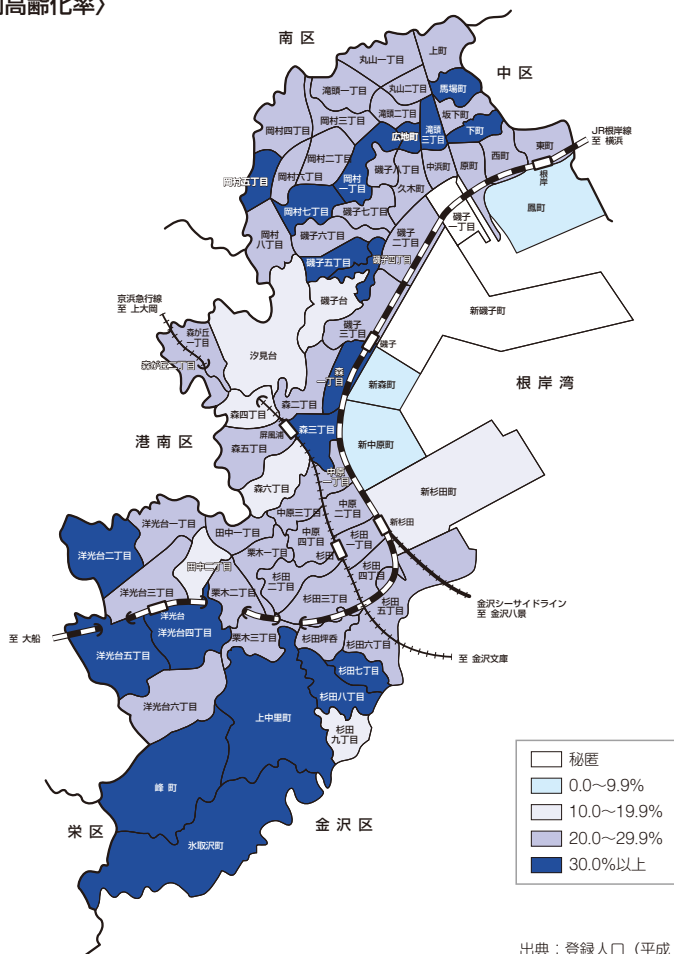 別高齢化率〉
南 区
上町
丸山一丁目
中 区
丸山二丁目
馬場町
滝頭一丁目
滝頭二丁目
坂下町
岡村三丁目
広地町
滝頭
三丁目
下町
東町
JR根岸線
至 横浜
岡村四丁目
岡村二丁目
西町
原町
中浜町
根岸
磯子八丁目
岡村五丁目
岡村六丁目
岡村
一丁目
久木町
鳳町
岡村七丁目
磯子七丁目
磯子
一丁目
岡村
八丁目
磯子六丁目
磯子
二丁目
磯子五丁目
磯子四丁目
京浜急行線
至 上大岡
磯子台
新磯子町
森が丘
一丁目
磯子
三丁目
磯子
汐見台
森が丘二丁目
森
一丁目
新森町
根 岸 湾
森二丁目
森四丁目
港 南 区
屏風浦
森三丁目
新中原町
森五丁目
中原
一丁目
森六丁目
新杉田町
中原三丁目
中原
二丁目
洋光台一丁目
田中一丁目
中原
四丁目
新杉田
杉田
一丁目
洋光台二丁目
栗木一丁目
杉田
田中二丁目
杉田
二丁目
杉田
四丁目
洋光台三丁目
栗木二丁目
杉田三丁目
杉田
五丁目
金沢シーサイドライン
至 金沢八景
洋光台
洋光台四丁目
至 大船
栗木三丁目
杉田坪呑
杉田六丁目
洋光台五丁目
至 金沢文庫
杉田七丁目
杉田八丁目
洋光台六丁目
上中里町
杉田
九丁目
峰 町
秘匿
0.0〜9.9%
10.0〜19.9%
20.0〜29.9%
30.0%以上
栄 区
金 沢 区
氷取沢町
出典：登録人口（平成